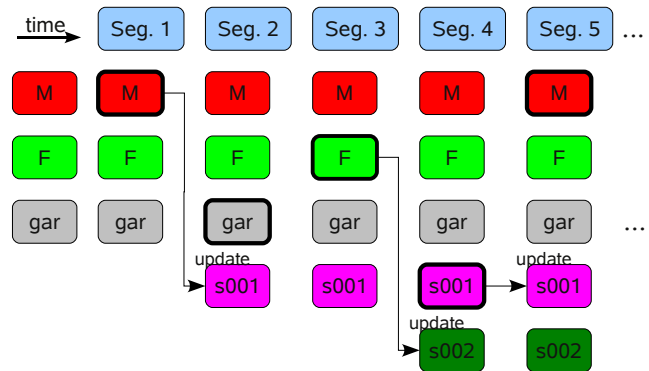 time Seg. 1 Seg. 2 Seg. 3 Seg. 4 Seg. 5 ...
M M M M M M
F F F F F F
gar gar gar gar gar gar ...
update update
s001 s001 s001 s001
update
s002 s002